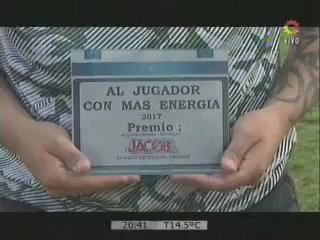 VIVO
AL JUGADOR
CON MAS ENERGIA
2017
Premio :
JACOB
20:41 T14.5°C